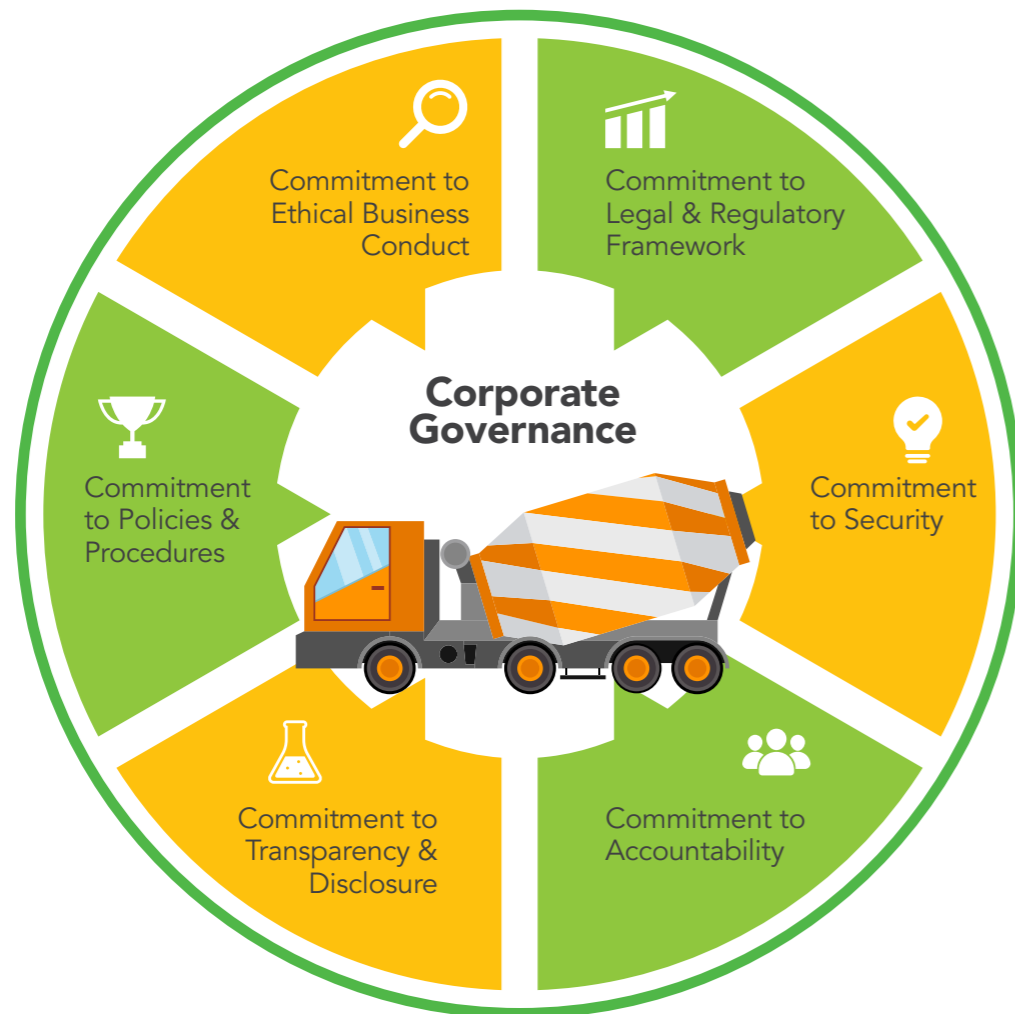 Commitment to
Ethical Business
Conduct
Commitment to
Legal & Regulatory
Framework
Corporate
Governance
Commitment
to Policies &
Procedures
Commitment
to Security
Commitment to
Transparency &
Disclosure
Commitment to
Accountability